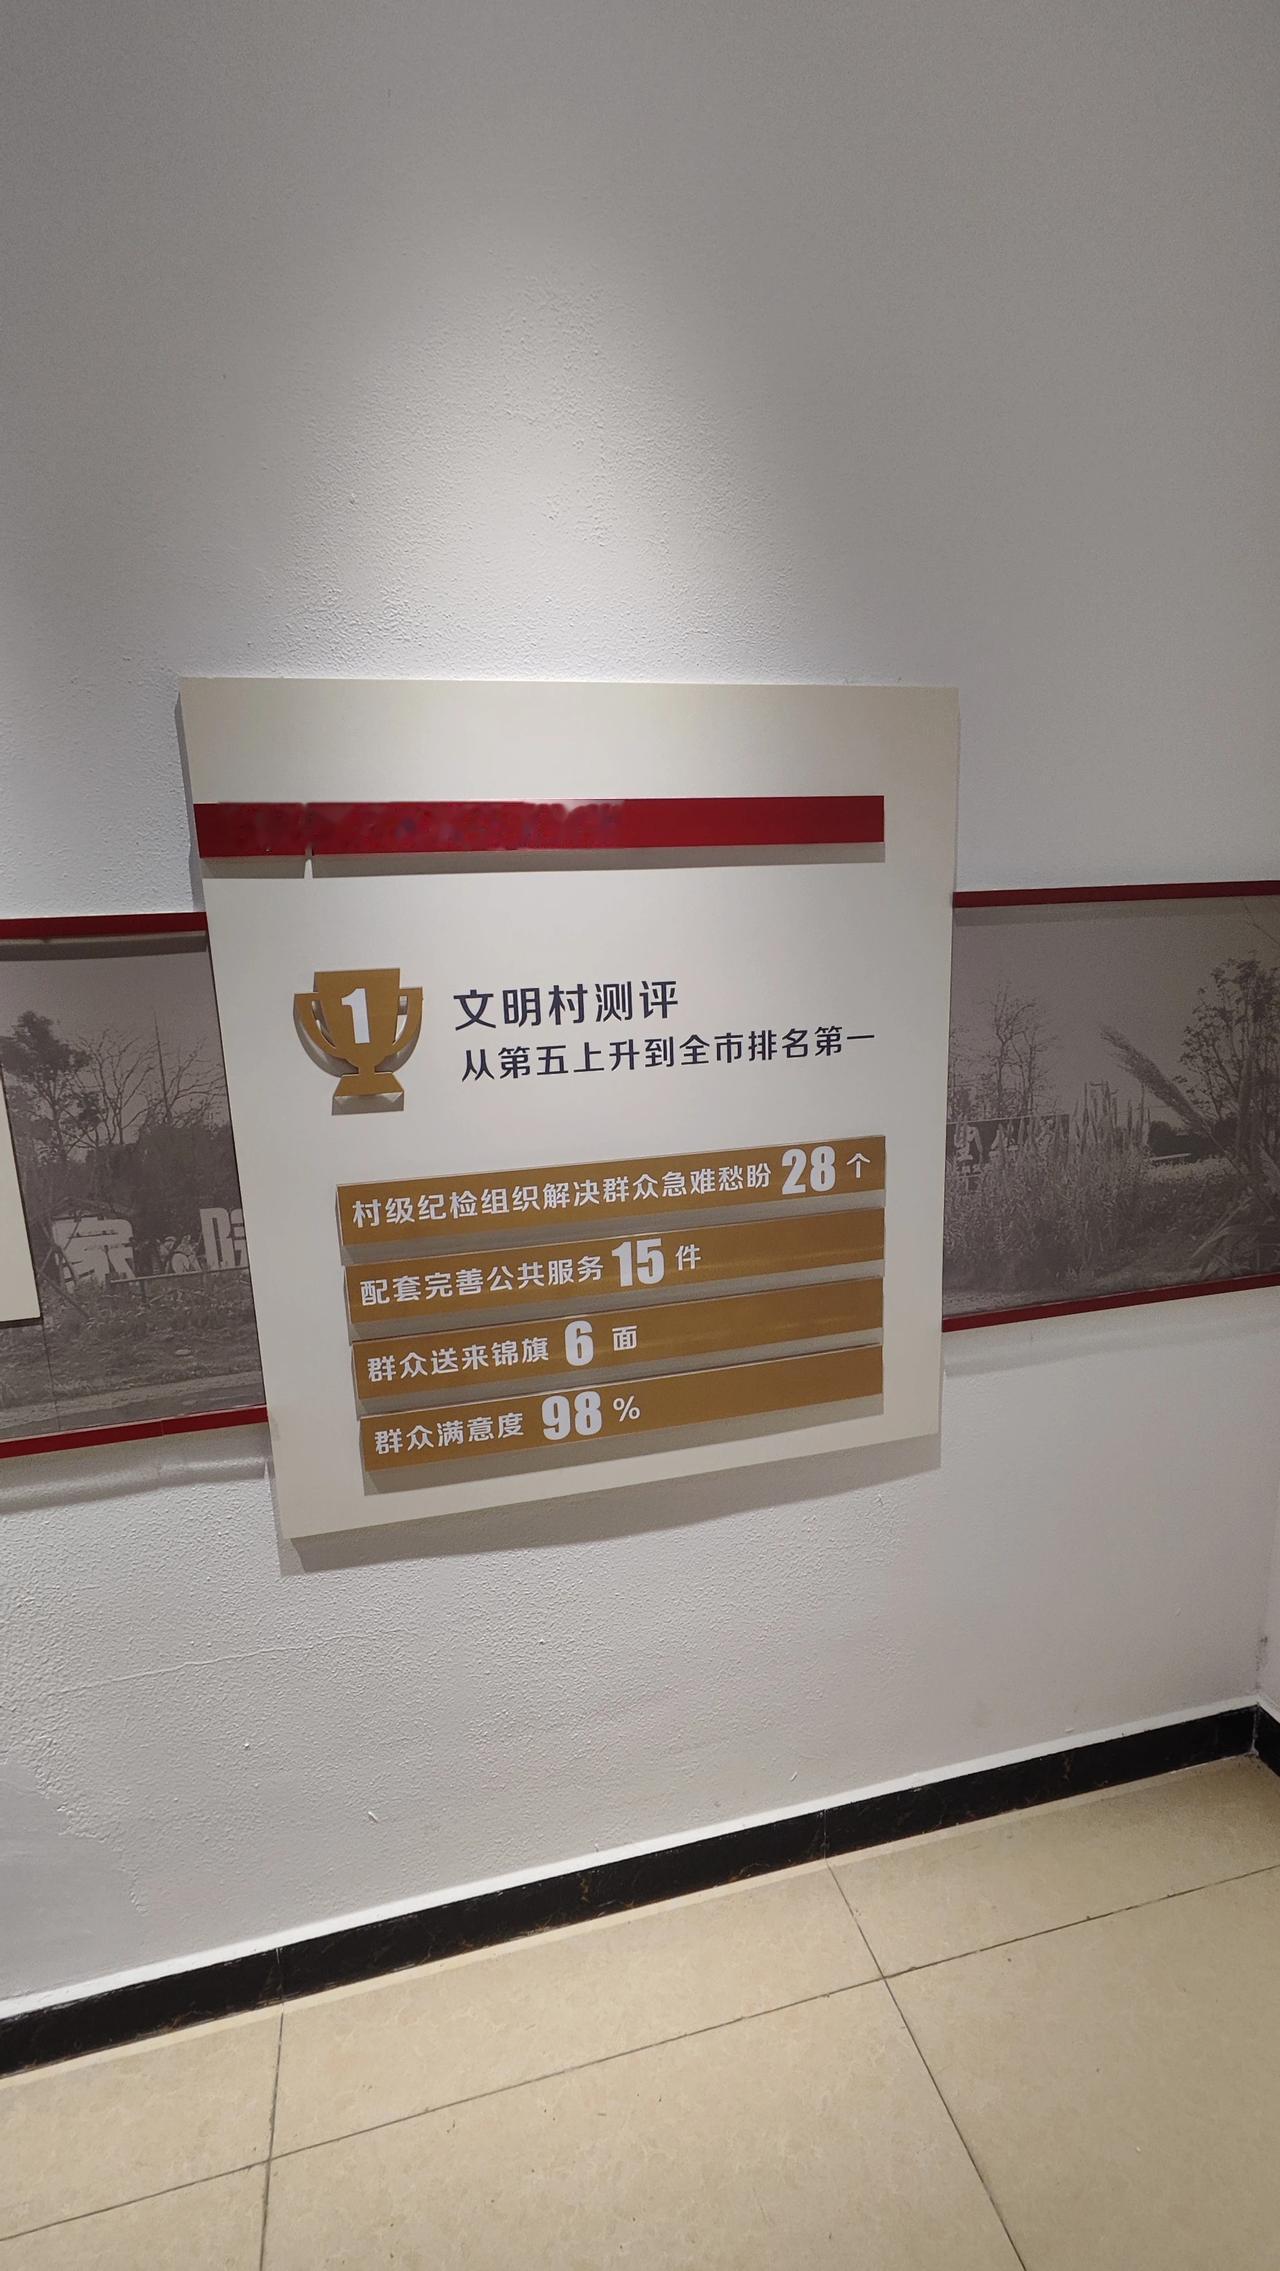 1
文明村测评
从第五上升到全市排名第一
村级纪检组织解决群众急难愁盼 28 个
配套完善公共服务 15 件
群众送来锦旗 6 面
群众满意度 98 %